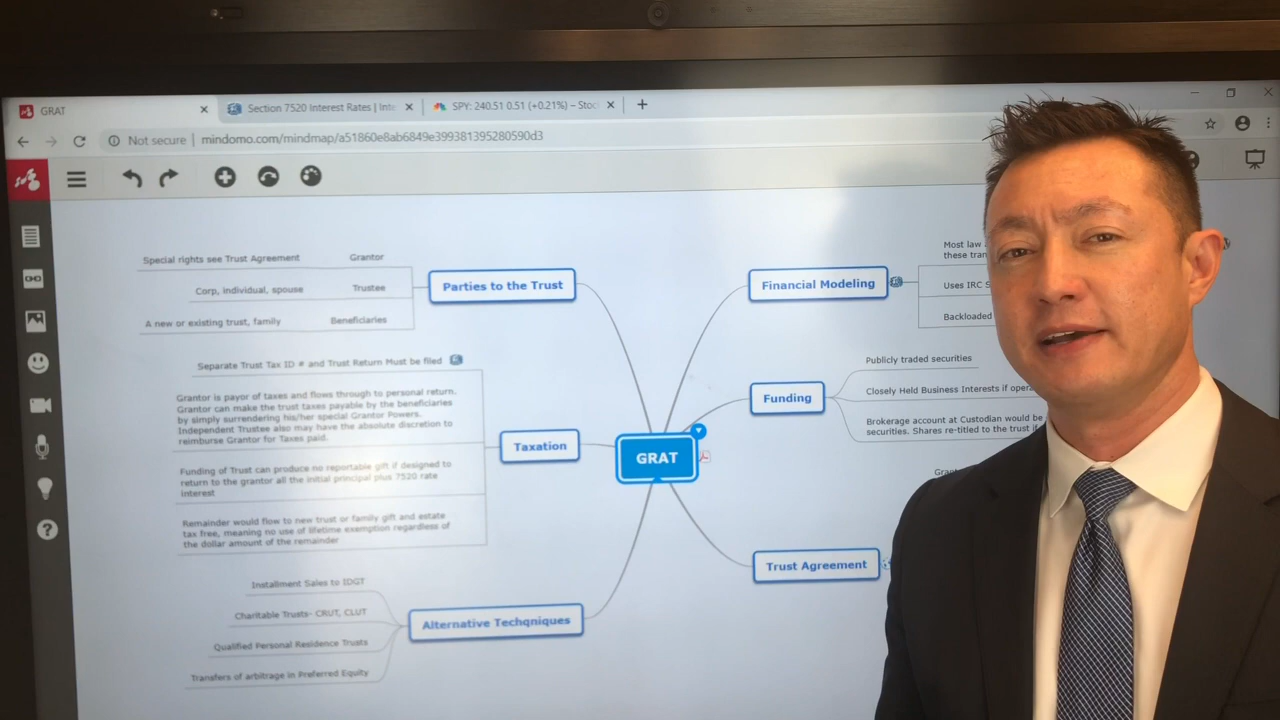 GRAT
Section 7520 Interest Rates | Inte
SPY: 240.51 0.51 (+0.21%) – Stoc
Not secure | mindomo.com/mindmap/a51860e8ab6849e399381395280590d3
Special rights see Trust Agreement
Grantor
Corp, individual, spouse
Trustee
A new or existing trust, family
Beneficiaries
Parties to the Trust
Separate Trust Tax ID # and Trust Return Must be filed
Grantor is payor of taxes and flows through to personal return.
Grantor can make the trust taxes payable by the beneficiaries
by simply surrendering his/her special Grantor Powers.
Independent Trustee also may have the absolute discretion to
reimburse Grantor for Taxes paid.
Funding of Trust can produce no reportable gift if designed to
return to the grantor all the initial principal plus 7520 rate
interest
Remainder would flow to new trust or family gift and estate
tax free, meaning no use of lifetime exemption regardless of
the dollar amount of the remainder
Taxation
Installment Sales to IDGT
Charitable Trusts- CRUT, CLUT
Qualified Personal Residence Trusts
Transfers of arbitrage in Preferred Equity
Alternative Techqniques
GRAT
Financial Modeling
Most law
these tran
Uses IRC S
Backloaded
Funding
Publicly traded securities
Closely Held Business Interests if opera
Brokerage account at Custodian would be
securities. Shares re-titled to the trust if
Grant
Trust Agreement